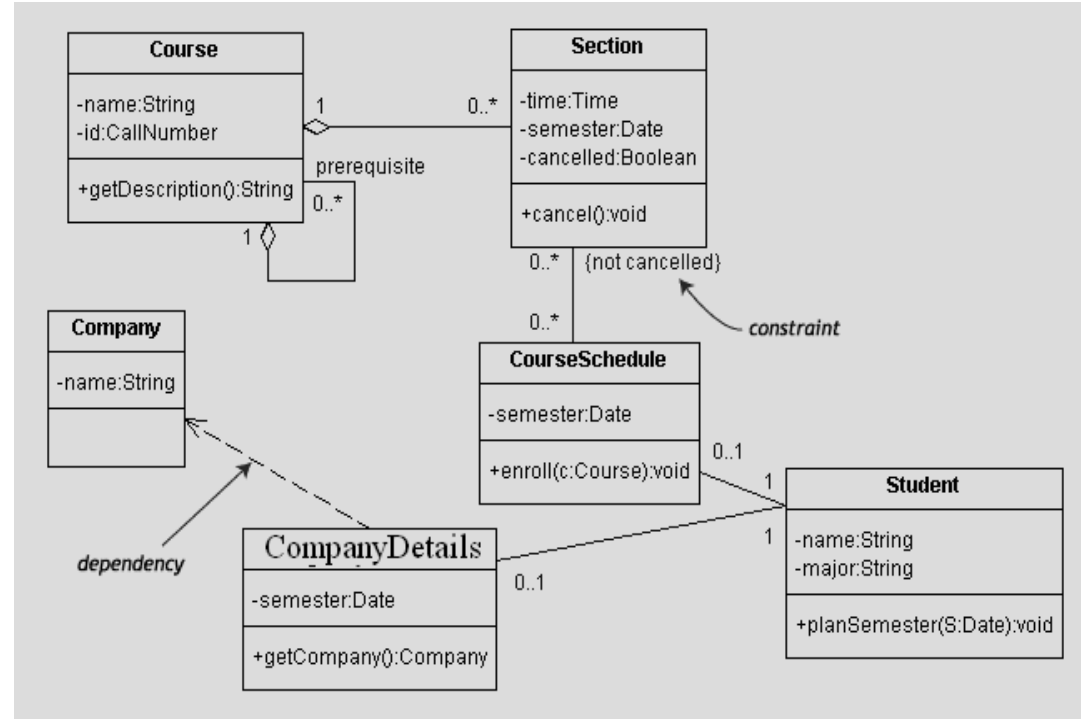 Course
-name:String
-id:CallNumber
+getDescription():String
1
0..*
prerequisite
0..*
1
Section
-time:Time
-semester:Date
-cancelled:Boolean
+cancel():void
0..*
{not cancelled}
constraint
0..*
Company
-name:String
CourseSchedule
-semester:Date
+enroll(c:Course):void
0..1
1
Student
-name:String
-major:String
+planSemester(S:Date):void
1
0..1
dependency
CompanyDetails
-semester:Date
+getCompany():Company